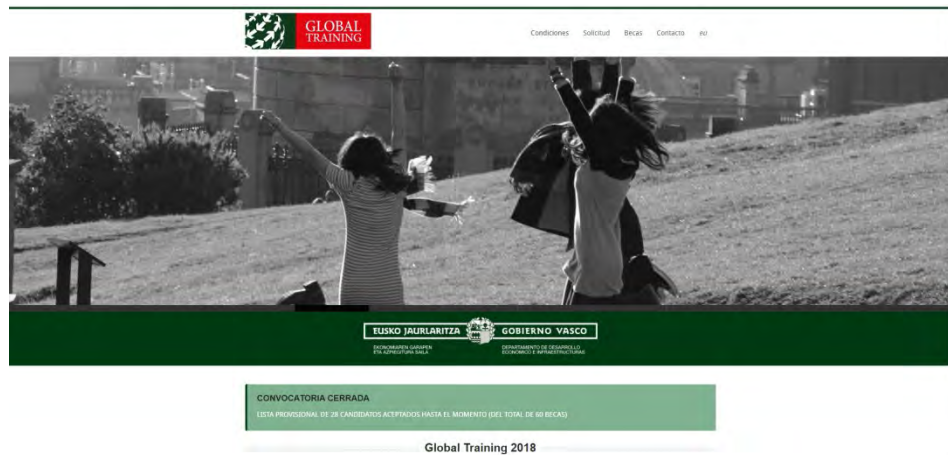 GLOBAL
TRAINING
Condiciones Solicitud Becas Contacto eu
EUSKO JAURLARITZA GOBIERNO VASCO
EKONOMIAREN GARAPEN
ETA AZPIEGITURA SAILA
DEPARTAMENTO DE DESARROLLO
ECONÓMICO E INFRAESTRUCTURAS
CONVOCATORIA CERRADA
LISTA PROVISIONAL DE 28 CANDIDATOS ACEPTADOS HASTA EL MOMENTO (DEL TOTAL DE 60 BECAS)
Global Training 2018